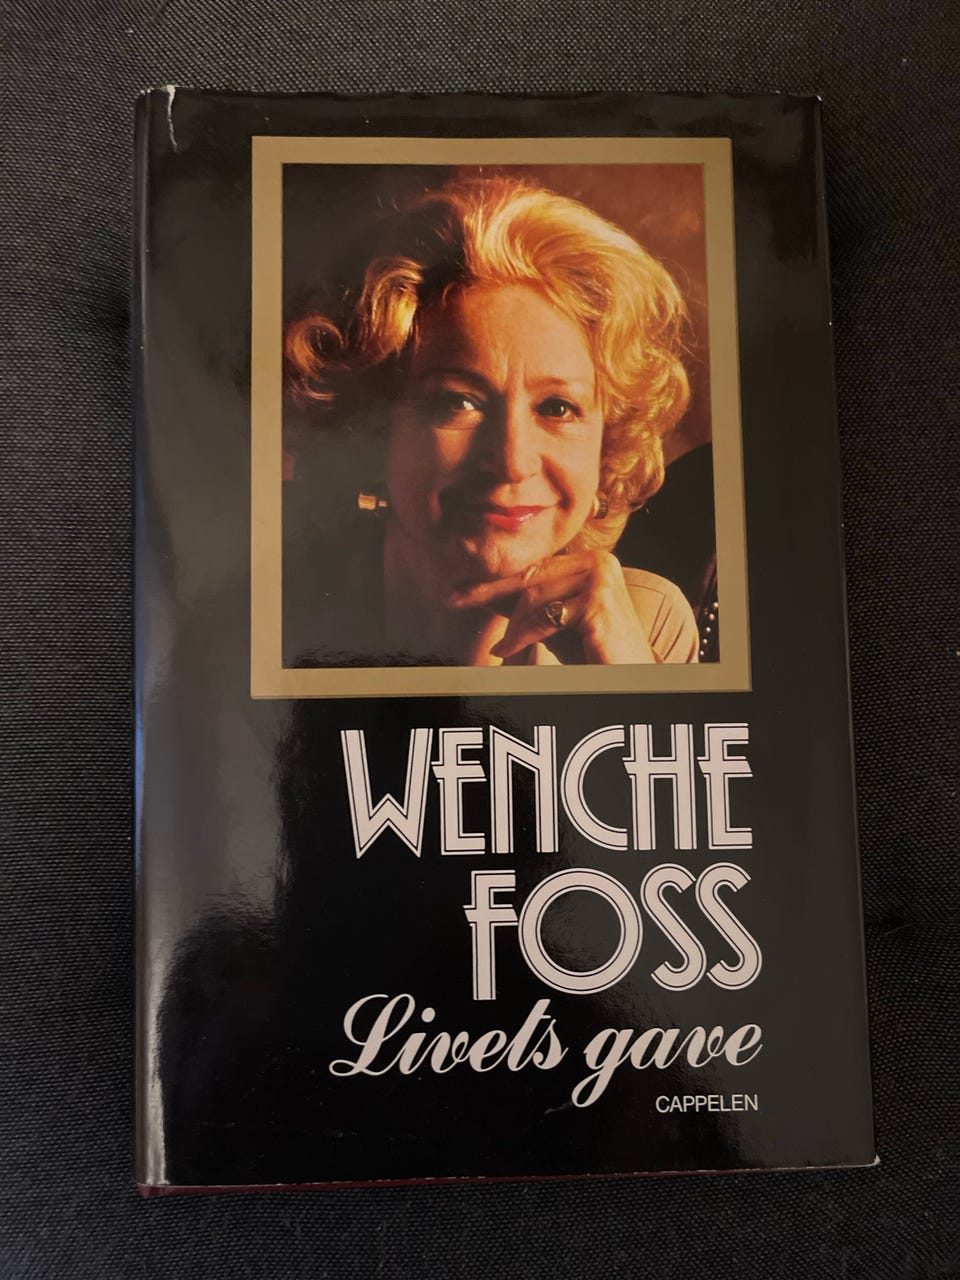 WENCHE
FOSS
Livets gave
CAPPELEN